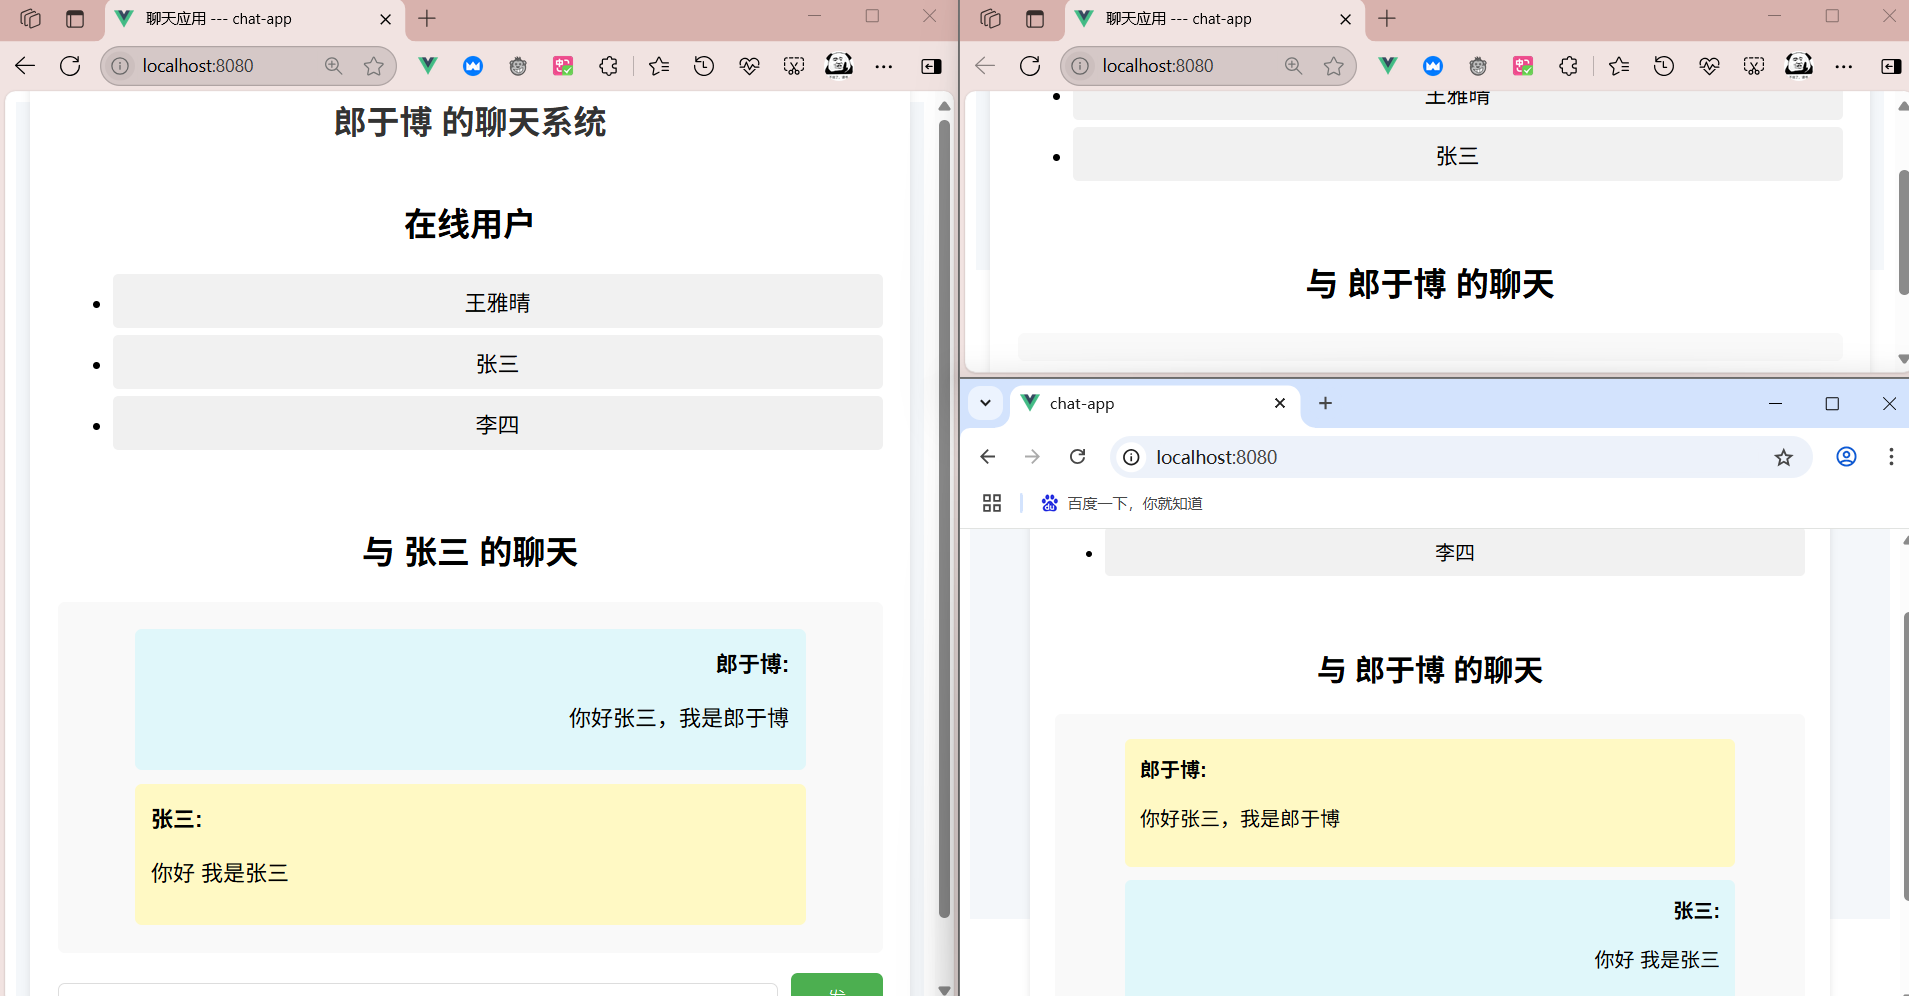 聊天应用 --- chat-app
localhost:8080
郎于博 的聊天系统
在线用户
王雅晴
张三
李四
与 张三 的聊天
郎于博:
你好张三，我是郎于博
张三:
你好 我是张三
聊天应用 --- chat-app
localhost:8080
王雅晴
张三
与 郎于博 的聊天
chat-app
localhost:8080
百度一下，你就知道
李四
与 郎于博 的聊天
郎于博:
你好张三，我是郎于博
张三:
你好 我是张三